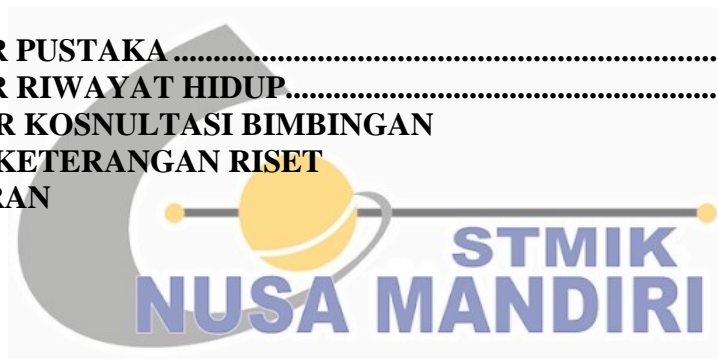 R PUSTAKA ......................................................................
R RIWAYAT HIDUP.......................................................
R KOSNULTASI BIMBINGAN
KETERANGAN RISET
RAN
STMIK
NUSA MANDIRI